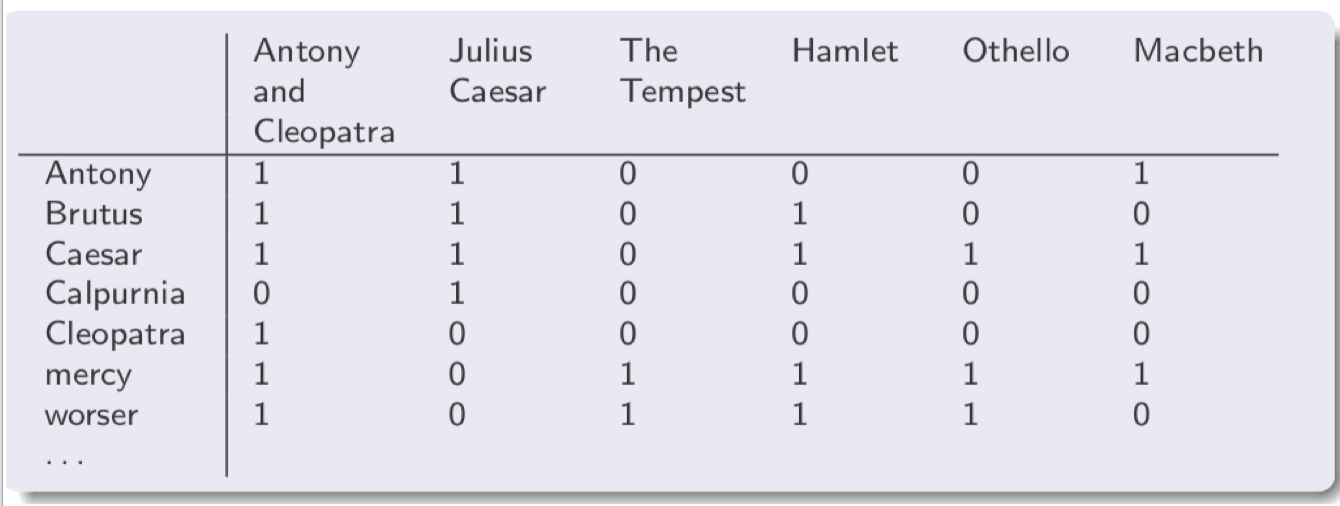 Antony Julius The Hamlet Othello Macbeth
and Caesar Tempest
Cleopatra
Antony 1 1 0 0 0 1
Brutus 1 1 0 1 0 0
Caesar 1 1 0 1 1 1
Calpurnia 0 1 0 0 0 0
Cleopatra 1 0 0 0 0 0
mercy 1 0 1 1 1 1
worser 1 0 1 1 1 0
...